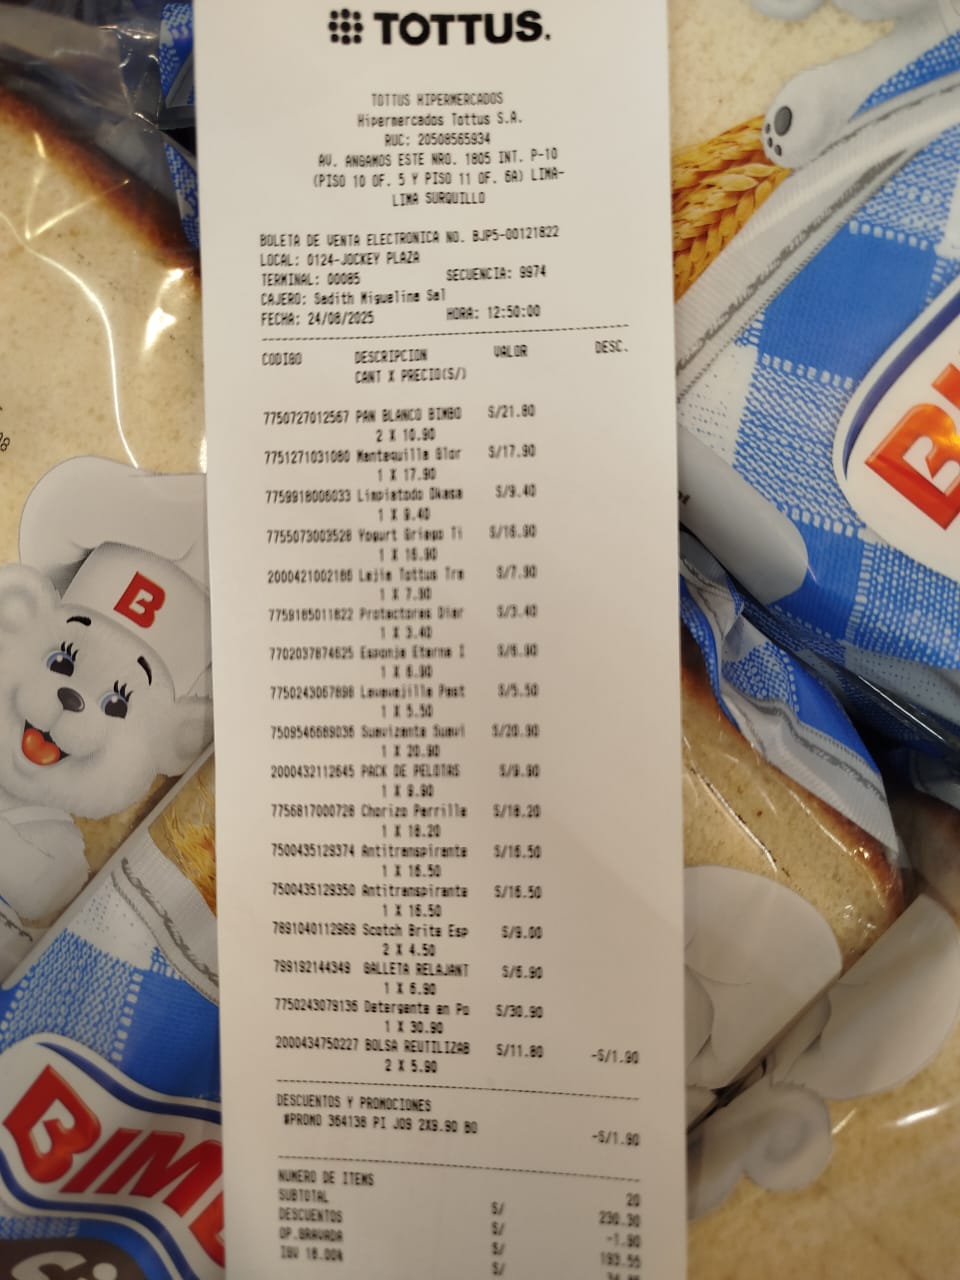 TOTTUS.
TOTTUS HIPERMERCADOS
Hipermercados Tottus S.A.
RUC: 20508565934
AV. ANGAMOS ESTE NRO. 1805 INT. P-10
(PISO 10 OF. 5 Y PISO 11 OF. 6A) LIMA-
LIMA SURQUILLO
BOLETA DE VENTA ELECTRONICA NO. BJP5-00121822
LOCAL: 0124-JOCKEY PLAZA
TERMINAL: 00085 SECUENCIA: 9974
CAJERO: Sadith Miguelina Sal
FECHA: 24/08/2025 HORA: 12:50:00
CODIGO DESCRIPCION VALOR DESC.
CANT X PRECIO(S/)
7750727012567 PAN BLANCO BIMBO S/21.80
2 X 10.90
7751271031080 Mantequilla Glor S/17.90
1 X 17.90
7759918006033 Limpiatodo Dkasa S/9.40
1 X 9.40
7755073003528 Yogurt Griego Ti S/16.90
1 X 16.90
2000421002186 Lejia Tottus Tra S/7.90
1 X 7.90
7759185011822 Protectores Diar S/3.40
1 X 3.40
7702037874625 Esponja Eterna I S/6.90
1 X 6.90
7750243067898 Lavavajilla Past S/5.50
1 X 5.50
7509546689036 Suavizante Suavi S/20.90
1 X 20.90
2000432112645 PACK DE PELOTAS S/9.90
1 X 9.90
7756817000728 Chorizo Parrille S/18.20
1 X 18.20
7500435129374 Antitranspirante S/16.50
1 X 16.50
7500435129350 Antitranspirante S/16.50
1 X 16.50
7891040112968 Scotch Brite Esp S/9.00
2 X 4.50
799192144349 GALLETA RELAJANT S/6.90
1 X 6.90
7750243079136 Detergente en Po S/30.90
1 X 30.90
2000434750227 BOLSA REUTILIZAB S/11.80 -S/1.90
2 X 5.90
DESCUENTOS Y PROMOCIONES
#PROMO 364138 PI JOS 2X9.90 BO -S/1.90
NUMERO DE ITEMS 20
SUBTOTAL S/ 230.30
DESCUENTOS S/ -1.90
OP.GRAVADA S/ 193.55
IGV 18.00% S/
B
BIM
B